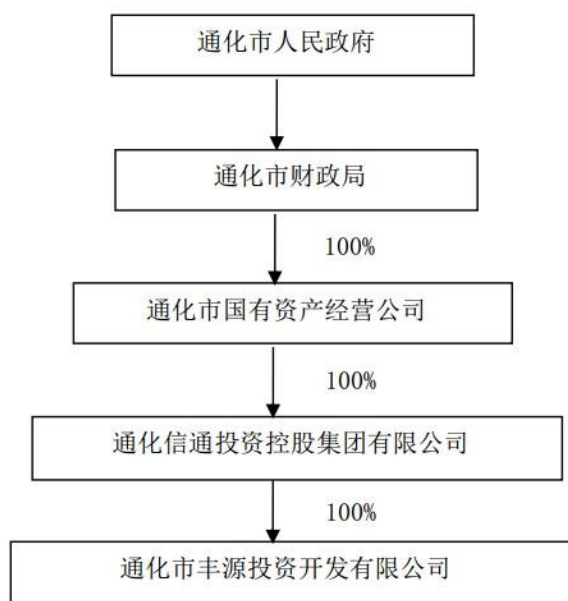 通化市人民政府
通化市财政局
100%
通化市国有资产经营公司
100%
通化信通投资控股集团有限公司
100%
通化市丰源投资开发有限公司